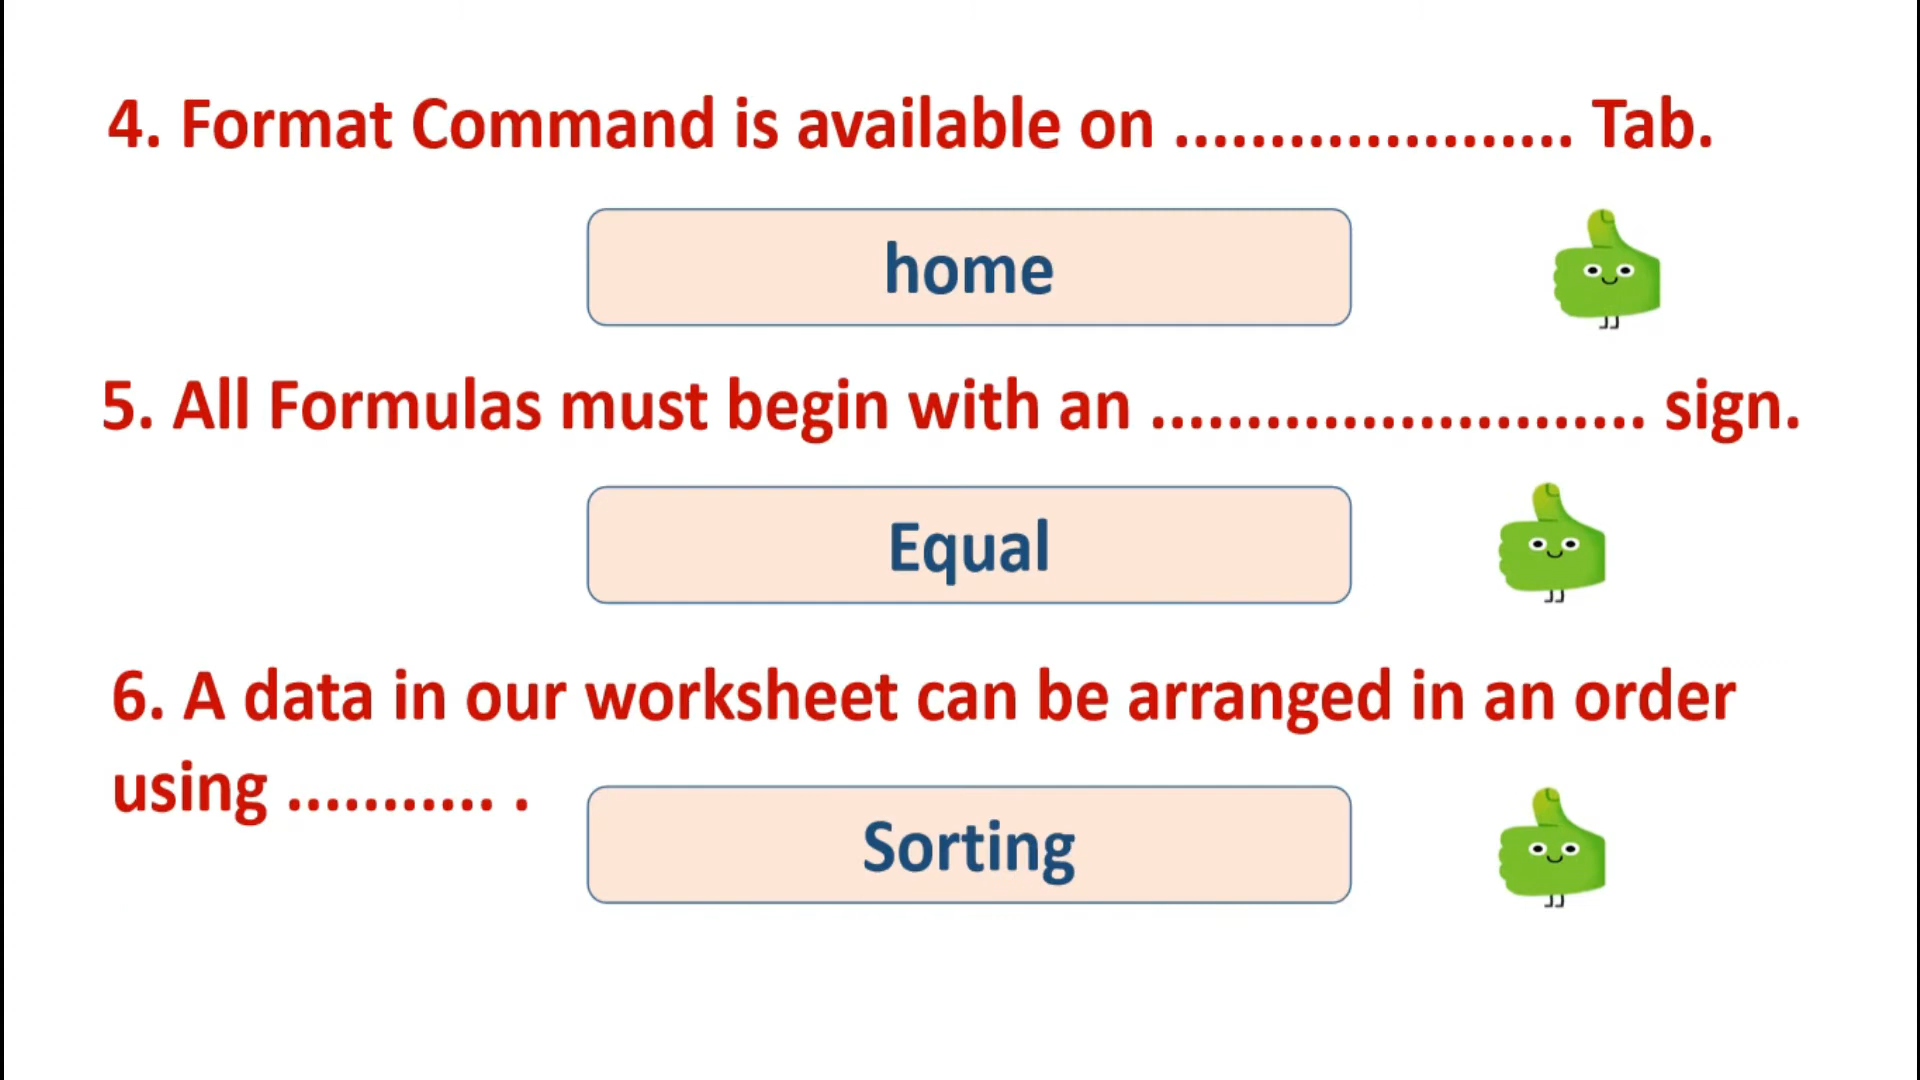 4. Format Command is available on ..................... Tab.
home
5. All Formulas must begin with an .......................... sign.
Equal
6. A data in our worksheet can be arranged in an order
using ........... .
Sorting